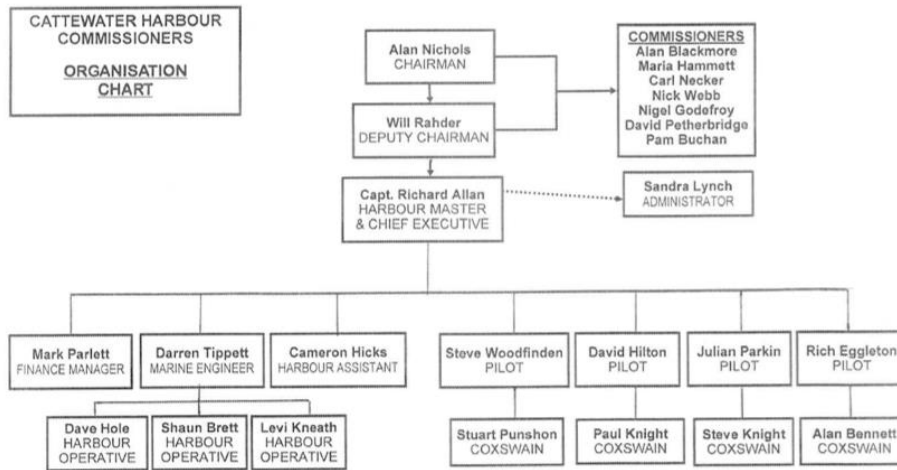 CATTEWATER HARBOUR
COMMISSIONERS
ORGANISATION
CHART
Alan Nichols
CHAIRMAN
Will Rahder
DEPUTY CHAIRMAN
Capt. Richard Allan
HARBOUR MASTER
& CHIEF EXECUTIVE
COMMISSIONERS
Alan Blackmore
Maria Hammett
Carl Necker
Nick Webb
Nigel Godefroy
David Petherbridge
Pam Buchan
Sandra Lynch
ADMINISTRATOR
Mark Parlett
FINANCE MANAGER
Darren Tippett
MARINE ENGINEER
Cameron Hicks
HARBOUR ASSISTANT
Steve Woodfinden
PILOT
David Hilton
PILOT
Julian Parkin
PILOT
Rich Eggleton
PILOT
Dave Hole
HARBOUR
OPERATIVE
Shaun Brett
HARBOUR
OPERATIVE
Levi Kneath
HARBOUR
OPERATIVE
Stuart Punshon
COXSWAIN
Paul Knight
COXSWAIN
Steve Knight
COXSWAIN
Alan Bennett
COXSWAIN